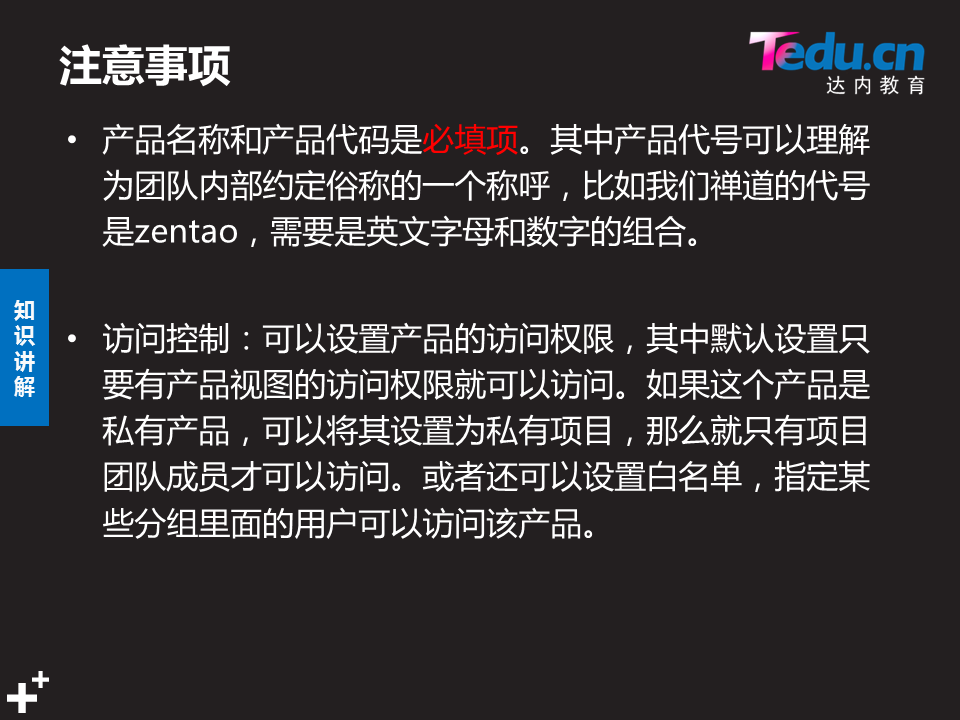 注意事项
Tedu.cn
达内教育
• 产品名称和产品代码是必填项。其中产品代号可以理解
为团队内部约定俗称的一个称呼，比如我们禅道的代号
是zentao，需要是英文字母和数字的组合。
知识讲解
• 访问控制：可以设置产品的访问权限，其中默认设置只
要有产品视图的访问权限就可以访问。如果这个产品是
私有产品，可以将其设置为私有项目，那么就只有项目
团队成员才可以访问。或者还可以设置白名单，指定某
些分组里面的用户可以访问该产品。